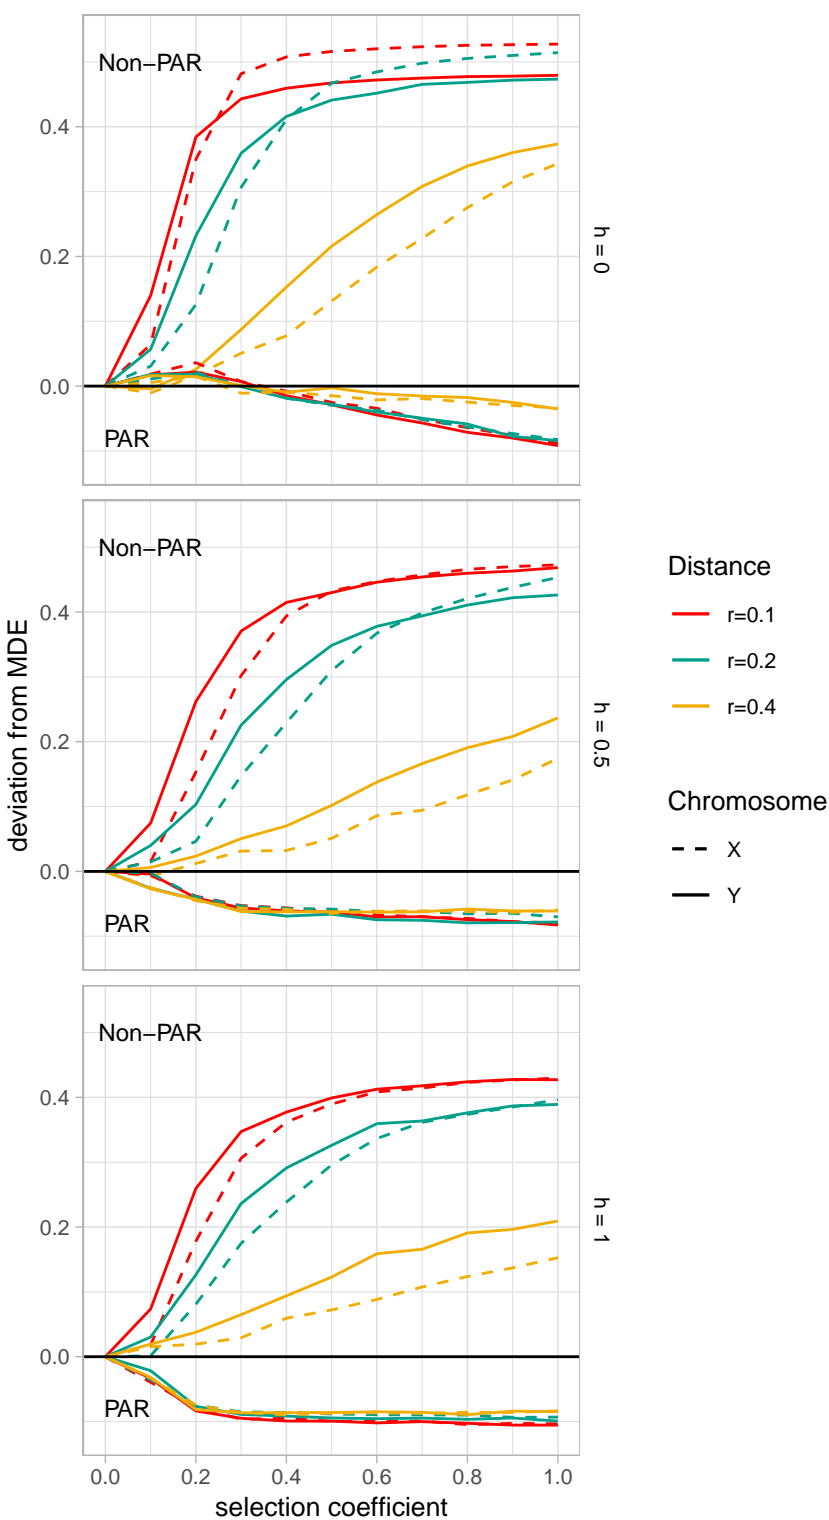 Non−PAR
0.4
0.2
0.0
PAR
h = 0
Non−PAR
0.4
0.2
0.0
PAR
h = 0.5
deviation from MDE
Distance
r=0.1
r=0.2
r=0.4
Chromosome
X
Y
Non−PAR
0.4
0.2
0.0
PAR
h = 1
0.0 0.2 0.4 0.6 0.8 1.0
selection coefficient